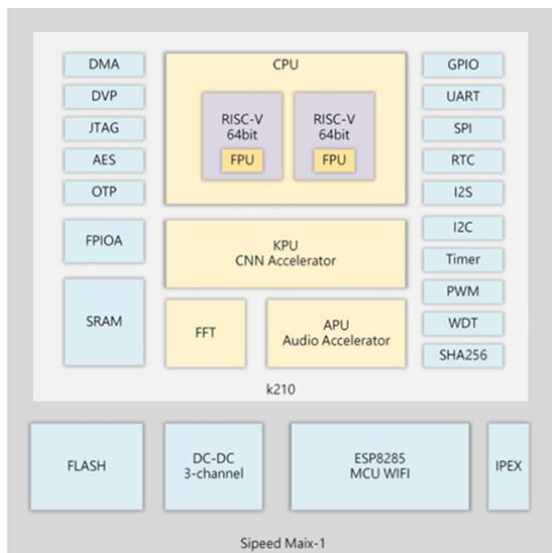 DMA
DVP
JTAG
AES
OTP
FPIOA
SRAM
CPU
RISC-V
64bit
FPU
RISC-V
64bit
FPU
KPU
CNN Accelerator
FFT
APU
Audio Accelerator
GPIO
UART
SPI
RTC
I2S
I2C
Timer
PWM
WDT
SHA256
k210
FLASH
DC-DC
3-channel
ESP8285
MCU WIFI
IPEX
Sipeed Maix-1